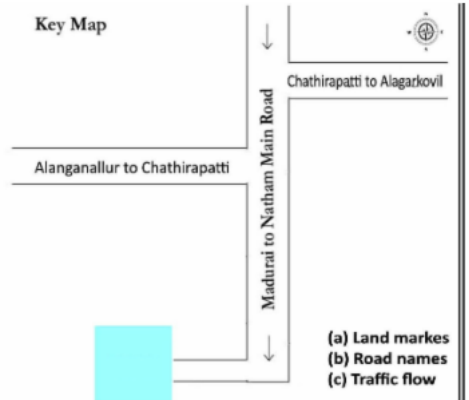 Key Map
Chathirapatti to Alagarkovil
Madurai to Natham Main Road
Alanganallur to Chathirapatti
(a) Land markes
(b) Road names
(c) Traffic flow